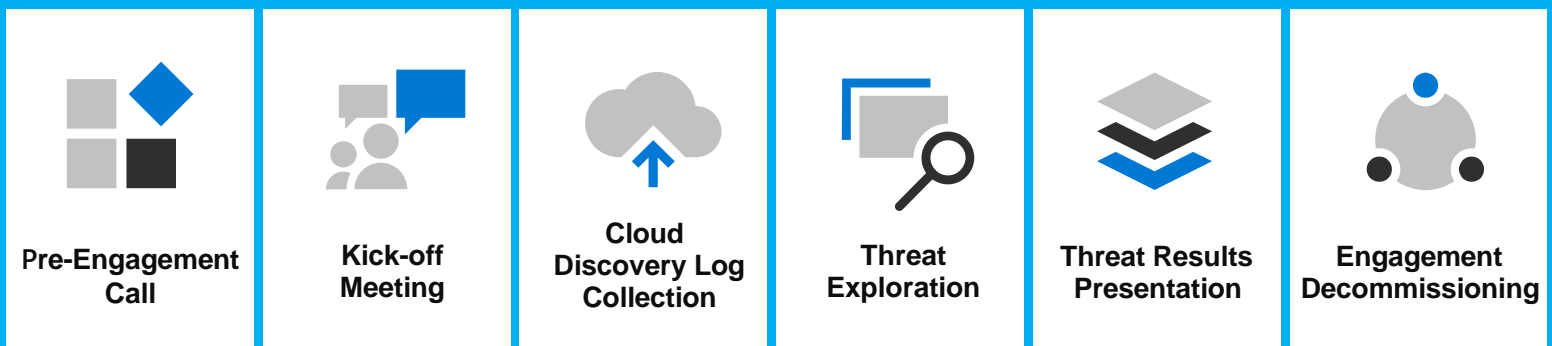 Pre-Engagement
Call
Kick-off
Meeting
Cloud
Discovery Log
Collection
Threat
Exploration
Threat Results
Presentation
Engagement
Decommissioning